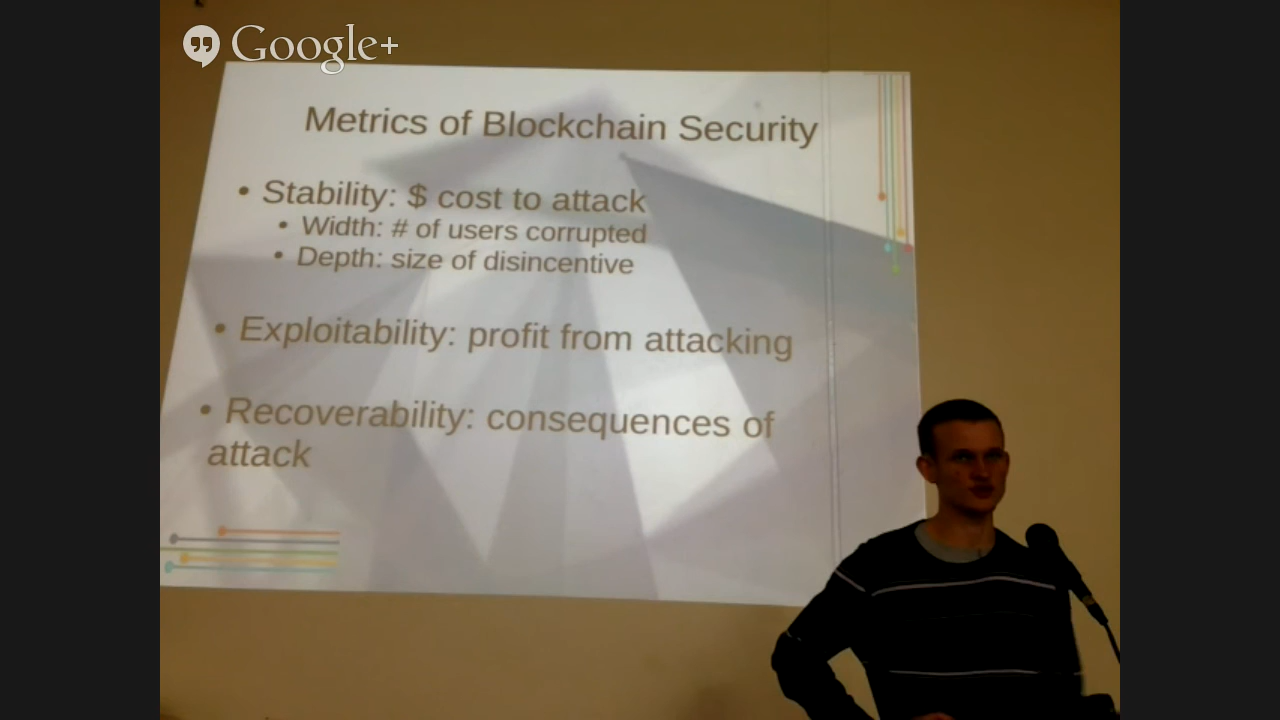 Google+
Metrics of Blockchain Security
• Stability: $ cost to attack
• Width: # of users corrupted
• Depth: size of disincentive
• Exploitability: profit from attacking
• Recoverability: consequences of
attack